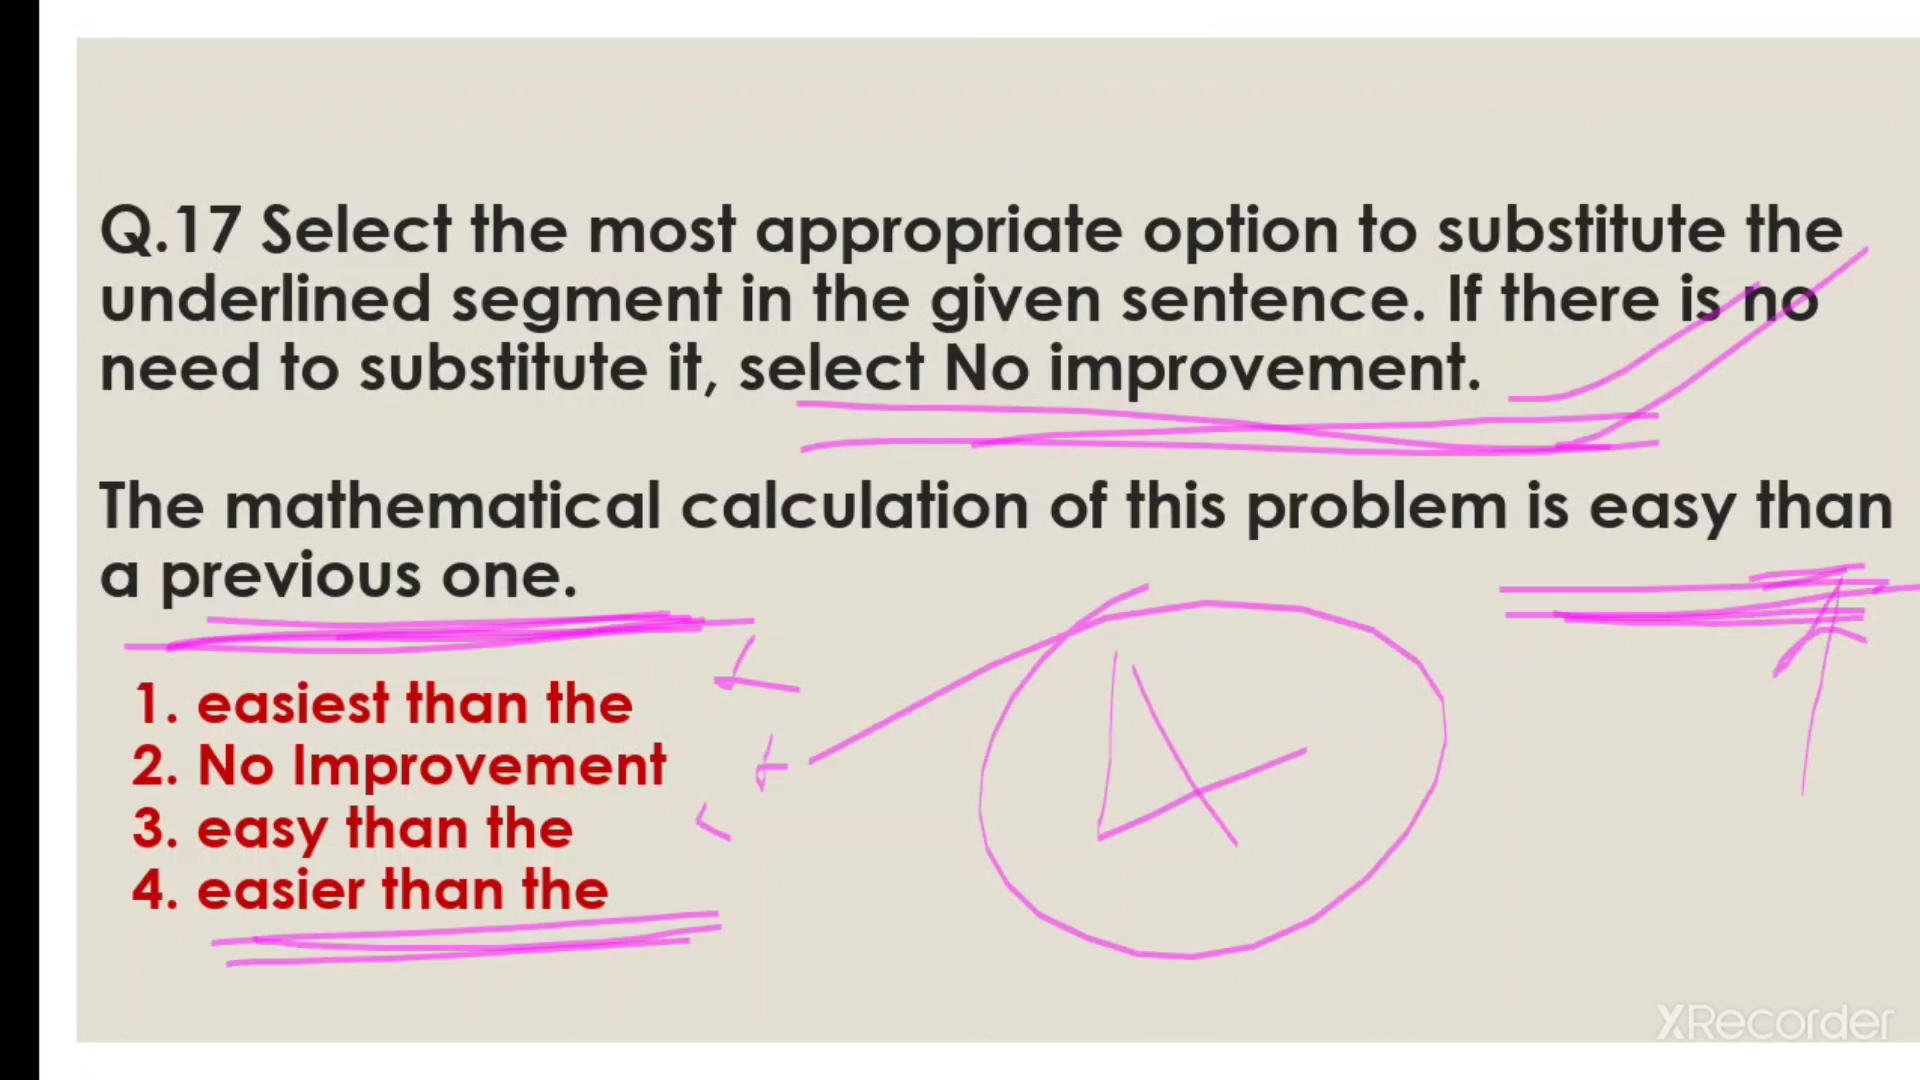 Q.17 Select the most appropriate option to substitute the
underlined segment in the given sentence. If there is no
need to substitute it, select No improvement.
The mathematical calculation of this problem is easy than
a previous one.
1. easiest than the
2. No Improvement
3. easy than the
4. easier than the
4
XRecorder